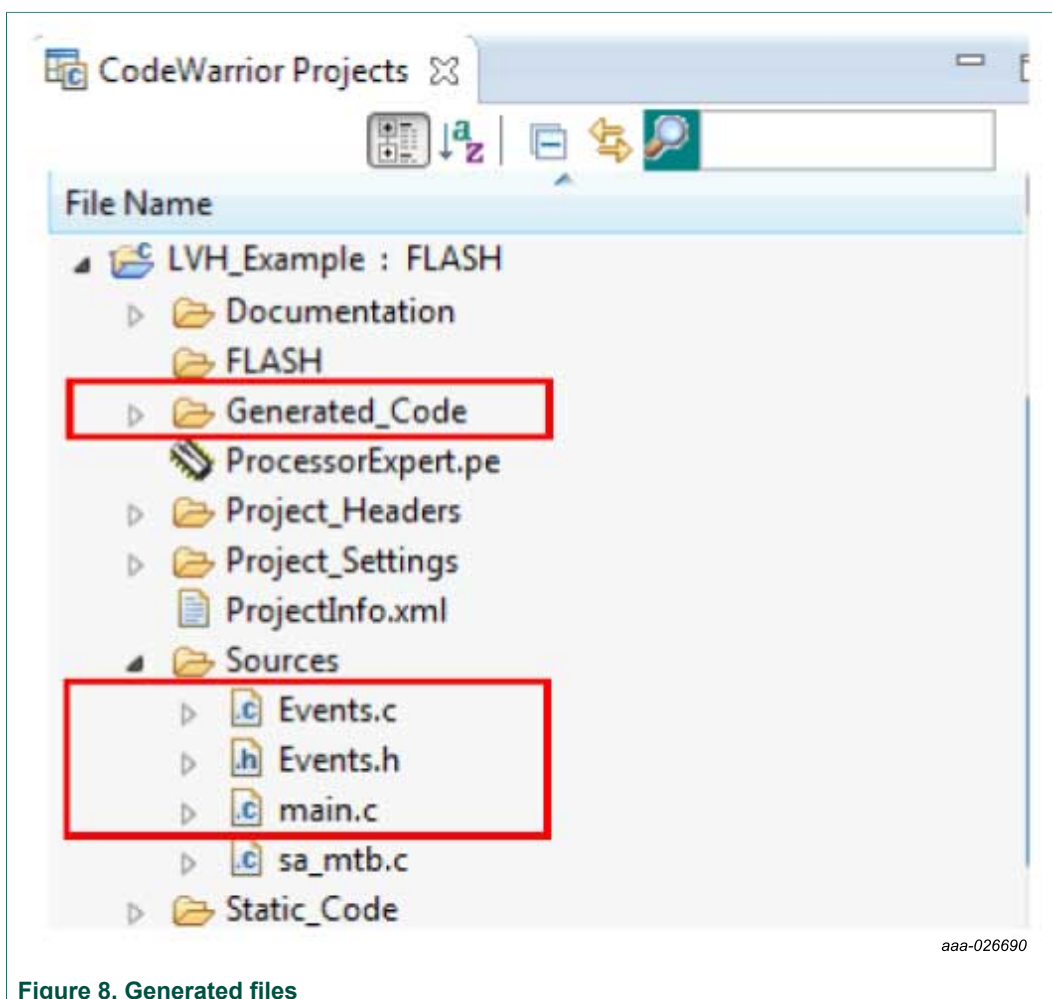 CodeWarrior Projects
File Name
LVH_Example : FLASH
Documentation
FLASH
Generated_Code
ProcessorExpert.pe
Project_Headers
Project_Settings
ProjectInfo.xml
Sources
.c Events.c
.h Events.h
.c main.c
.c sa_mtb.c
Static_Code
aaa-026690
Figure 8. Generated files